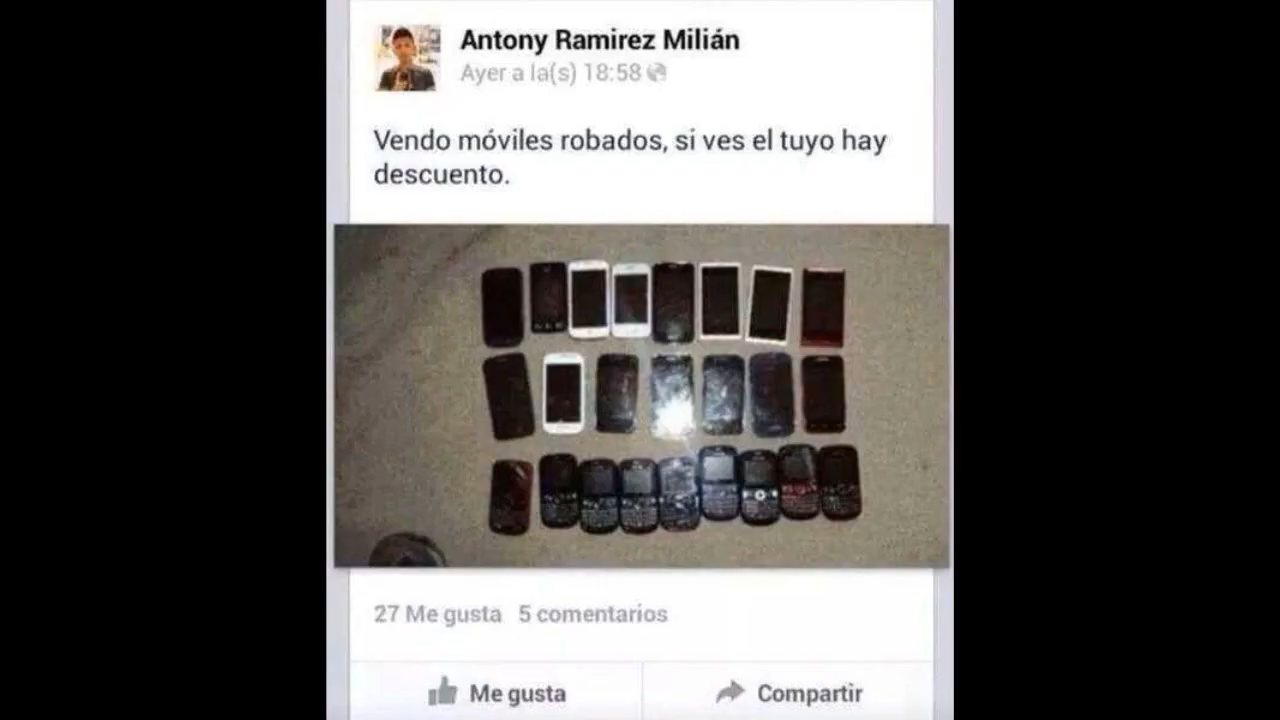 Antony Ramirez Milián
Ayer a la(s) 18:58
Vendo móviles robados, si ves el tuyo hay
descuento.
27 Me gusta 5 comentarios
Me gusta Compartir